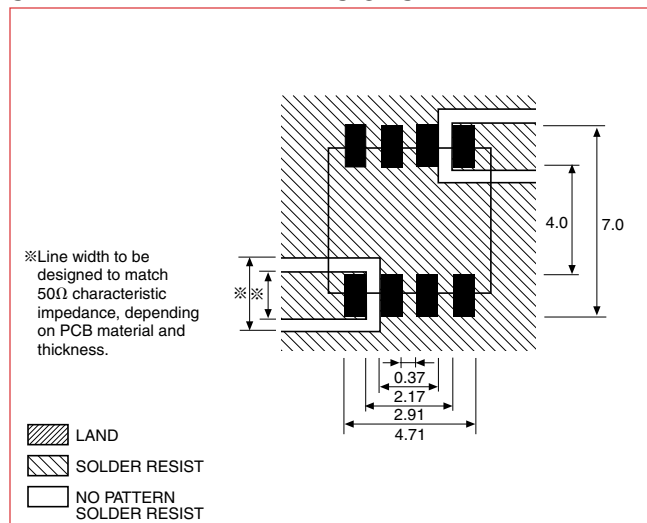 4.0
7.0
※Line width to be
designed to match
50Ω characteristic
impedance, depending
on PCB material and
thickness.
※
※
0.37
2.17
2.91
4.71
LAND
SOLDER RESIST
NO PATTERN
SOLDER RESIST